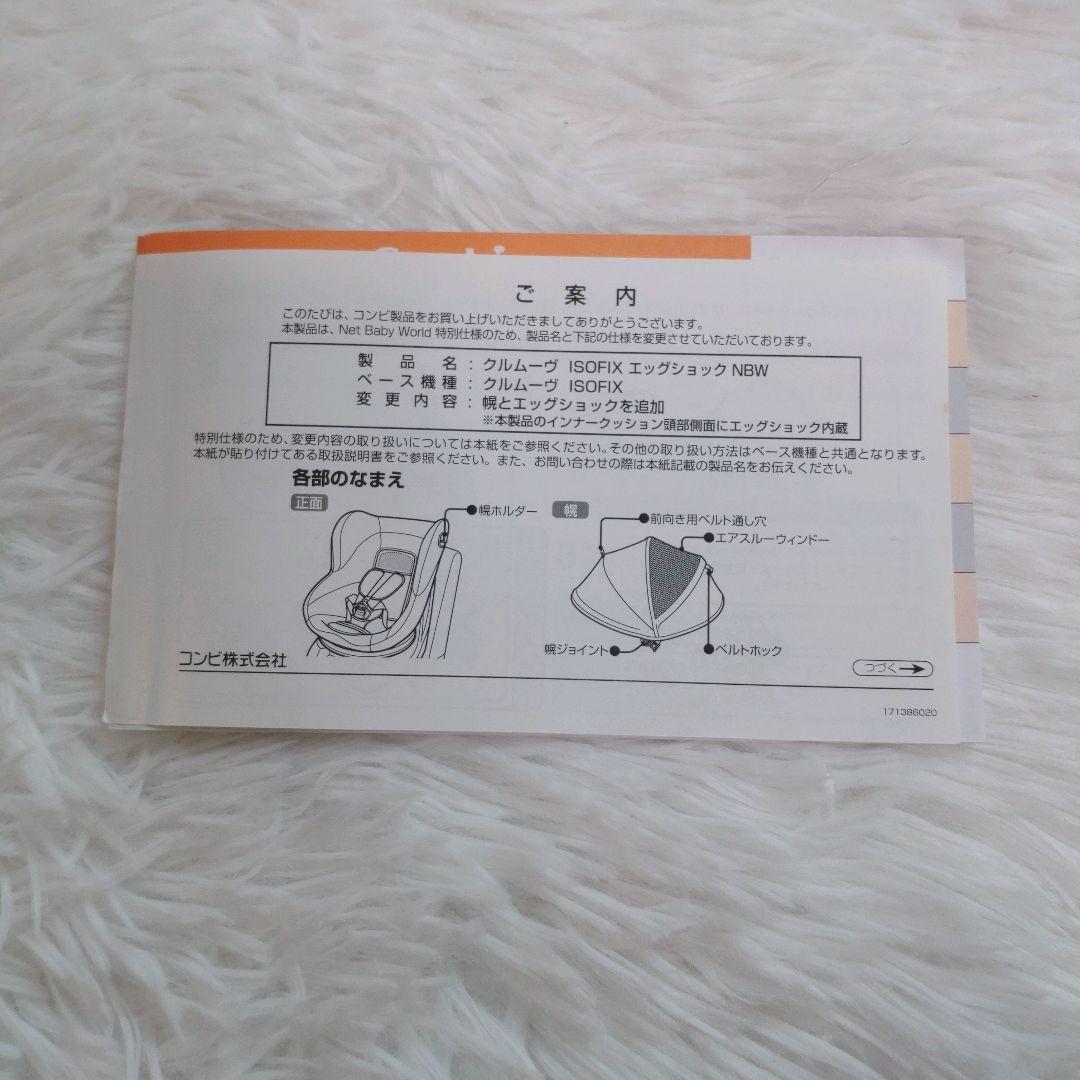 ご案内
このたびは、コンビ製品をお買い上げいただきましてありがとうございます。
本製品は、Net Baby World 特別仕様のため、製品名と下記の仕様を変更させていただいております。
製品名：クルムーヴ ISOFIX エッグショック NBW
ベース機種：クルムーヴ ISOFIX
変更内容：幌とエッグショックを追加
※本製品のインナークッション頭部側面にエッグショック内蔵
特別仕様のため、変更内容の取り扱いについては本紙をご参照ください。その他の取り扱い方法はベース機種と共通となります。
本紙が貼り付けてある取扱説明書をご参照ください。また、お問い合わせの際は本紙記載の製品名をお伝えください。
各部のなまえ
正面
幌ホルダー
幌
前向き用ベルト通し穴
エアスルーウィンドー
幌ジョイント
ベルトホック
コンビ株式会社
つづく
171386020